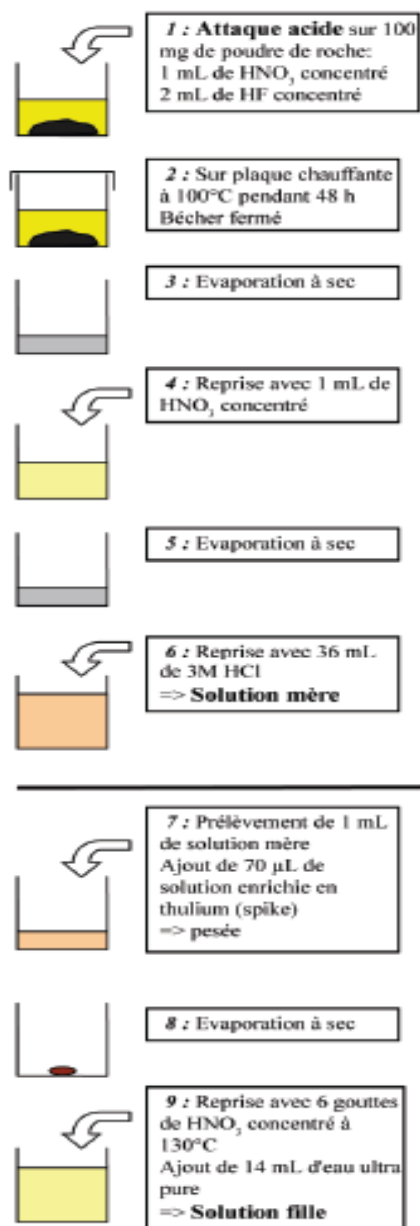 1 : Attaque acide sur 100
mg de poudre de roche:
1 mL de HNO₃ concentré
2 mL de HF concentré
2 : Sur plaque chauffante
à 100°C pendant 48 h
Bécher fermé
3 : Evaporation à sec
4 : Reprise avec 1 mL de
HNO₃ concentré
5 : Evaporation à sec
6 : Reprise avec 36 mL
de 3M HCl
=> Solution mère
7 : Prélèvement de 1 mL
de solution mère
Ajout de 70 µL de
solution enrichie en
thulium (spike)
=> pesée
8 : Evaporation à sec
9 : Reprise avec 6 gouttes
de HNO₃ concentré à
130°C
Ajout de 14 mL d'eau ultra
pure
=> Solution fille